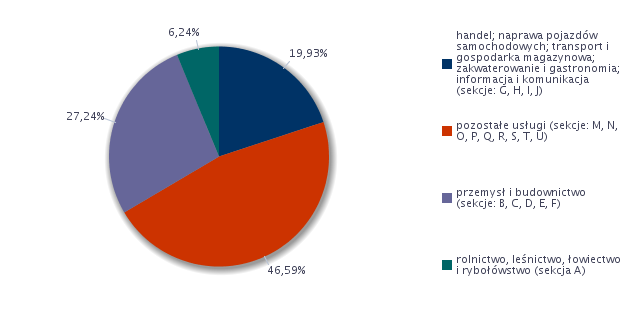 6,24%
19,93%
27,24%
46,59%
handel; naprawa pojazdów
samochodowych; transport i
gospodarka magazynowa;
zakwaterowanie i gastronomia;
informacja i komunikacja
(sekcje: G, H, I, J)
pozostałe usługi (sekcje: M, N,
O, P, Q, R, S, T, U)
przemysł i budownictwo
(sekcje: B, C, D, E, F)
rolnictwo, leśnictwo, łowiectwo
i rybołówstwo (sekcja A)